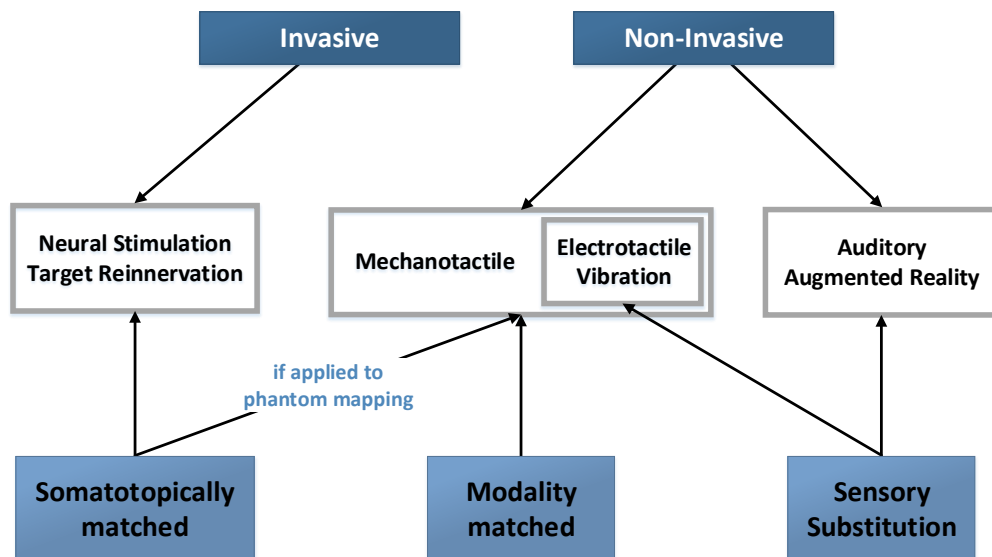 Invasive
Non-Invasive
Neural Stimulation
Target Reinnervation
Mechanotactile
Electrotactile
Vibration
Auditory
Augmented Reality
if applied to
phantom mapping
Somatotopically
matched
Modality
matched
Sensory
Substitution